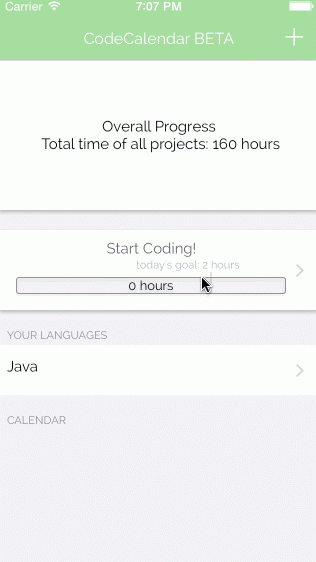 Carrier 7:07 PM
CodeCalendar BETA
Overall Progress
Total time of all projects: 160 hours
Start Coding!
today's goal: 2 hours
0 hours
YOUR LANGUAGES
Java
CALENDAR